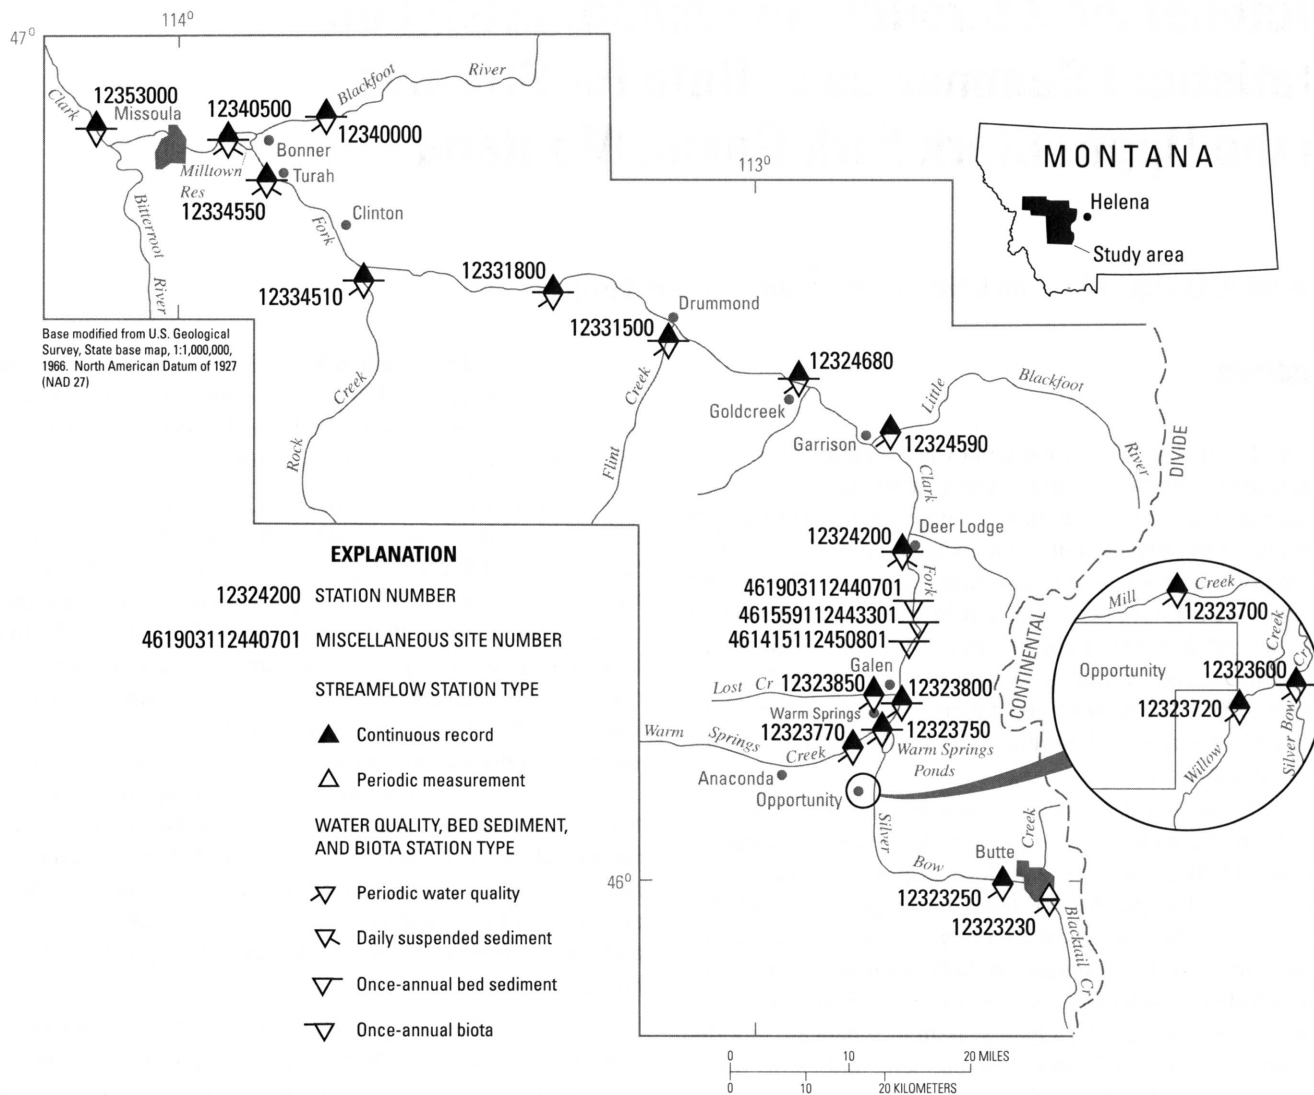 114⁰
47⁰
Clark
12353000
Missoula
12340500
Blackfoot River
12340000
Bonner
Milltown
Res
Turah
12334550
Bitterroot River
Clinton
Fork
113⁰
MONTANA
Helena
Study area
12334510
12331800
Drummond
12331500
Base modified from U.S. Geological
Survey, State base map, 1:1,000,000,
1966. North American Datum of 1927
(NAD 27)
Rock Creek
Flint Creek
12324680
Goldcreek
Little Blackfoot River
Garrison
12324590
Clark
DIVIDE
CONTINENTAL
12324200
Deer Lodge
Fork
461903112440701
461559112443301
461415112450801
Galen
Lost Cr
12323850
12323800
Warm Springs
12323770
12323750
Warm Springs Creek
Warm Springs
Ponds
Anaconda
Opportunity
Silver Bow Creek
Butte
46⁰
12323250
12323230
Blacktail Cr
Mill Creek
12323700
Creek
Cr
Opportunity
12323600
12323720
Willow
Silver Bow
EXPLANATION
12324200 STATION NUMBER
461903112440701 MISCELLANEOUS SITE NUMBER
STREAMFLOW STATION TYPE
Continuous record
Periodic measurement
WATER QUALITY, BED SEDIMENT,
AND BIOTA STATION TYPE
Periodic water quality
Daily suspended sediment
Once-annual bed sediment
Once-annual biota
0 10 20 MILES
0 10 20 KILOMETERS